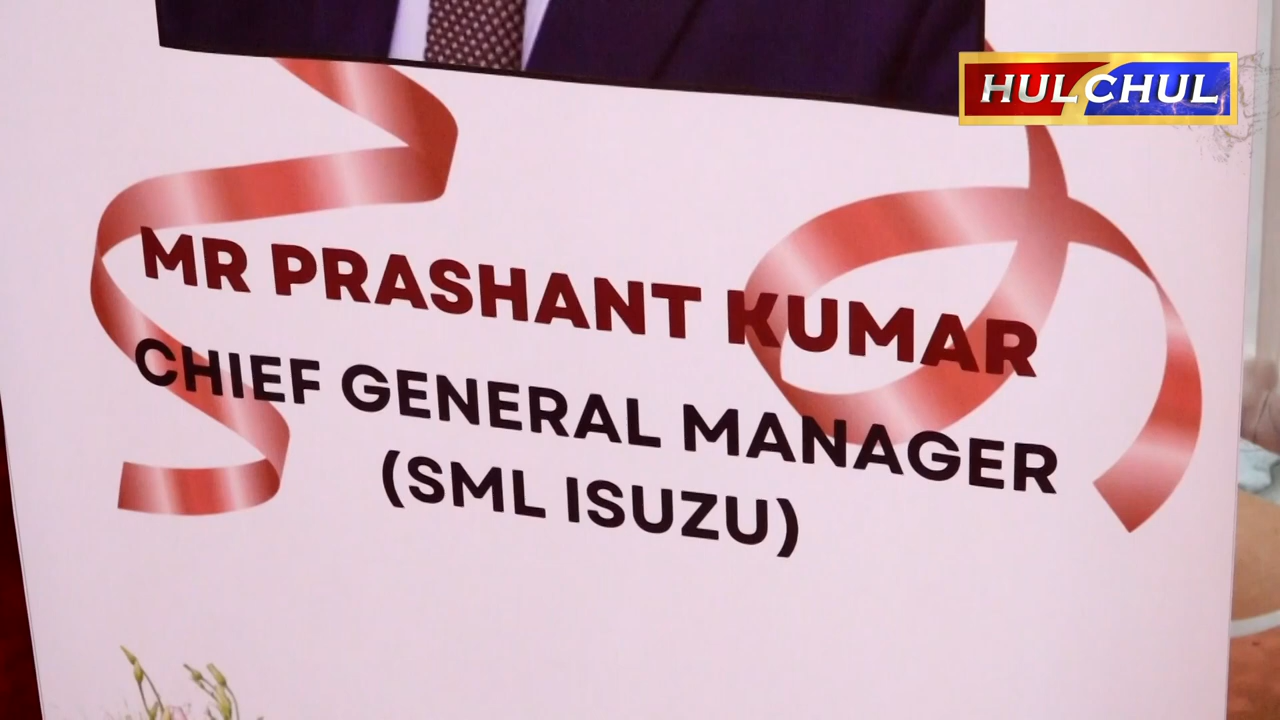 HULCHUL
MR PRASHANT KUMAR
CHIEF GENERAL MANAGER
(SML ISUZU)